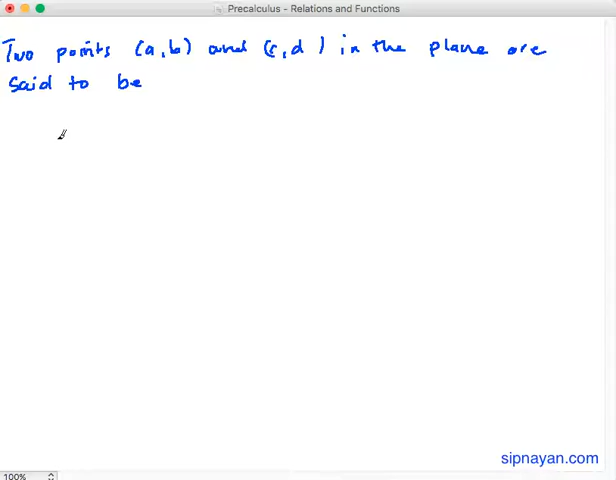 Precalculus - Relations and Functions
Two points (a,b) and (c,d) in the plane are
said to be
sipnayan.com
100%